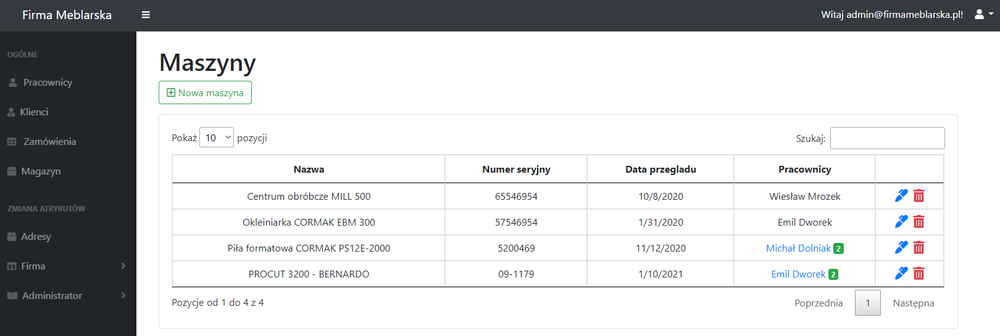 Firma Meblarska
Witaj admin@firmameblarska.pl!
OGÓLNE
Pracownicy
Klienci
Zamówienia
Magazyn
ZMIANA ATRYBUTÓW
Adresy
Firma
Administrator
Maszyny
Nowa maszyna
Pokaż 10 pozycji
Szukaj:
Nazwa Numer seryjny Data przegladu Pracownicy
Centrum obróbcze MILL 500 65546954 10/8/2020 Wiesław Mrozek
Okleiniarka CORMAK EBM 300 57546954 1/31/2020 Emil Dworek
Piła formatowa CORMAK PS12E-2000 5200469 11/12/2020 Michał Dolniak 2
PROCUT 3200 - BERNARDO 09-1179 1/10/2021 Emil Dworek 2
Pozycje od 1 do 4 z 4
Poprzednia 1 Następna